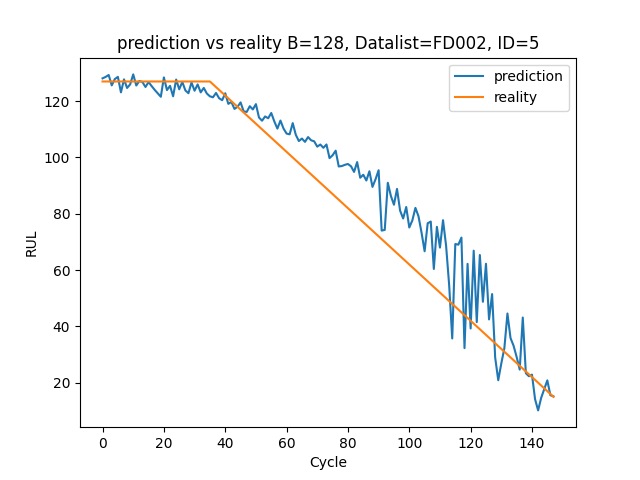 prediction vs reality B=128, Datalist=FD002, ID=5
prediction
reality
RUL
120
100
80
60
40
20
0 20 40 60 80 100 120 140
Cycle